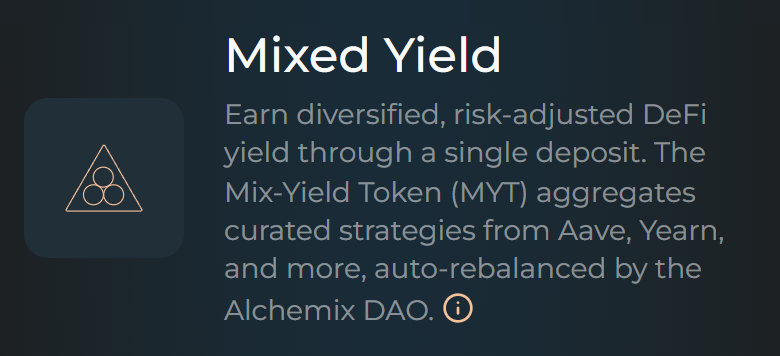 Mixed Yield
Earn diversified, risk-adjusted DeFi
yield through a single deposit. The
Mix-Yield Token (MYT) aggregates
curated strategies from Aave, Yearn,
and more, auto-rebalanced by the
Alchemix DAO.